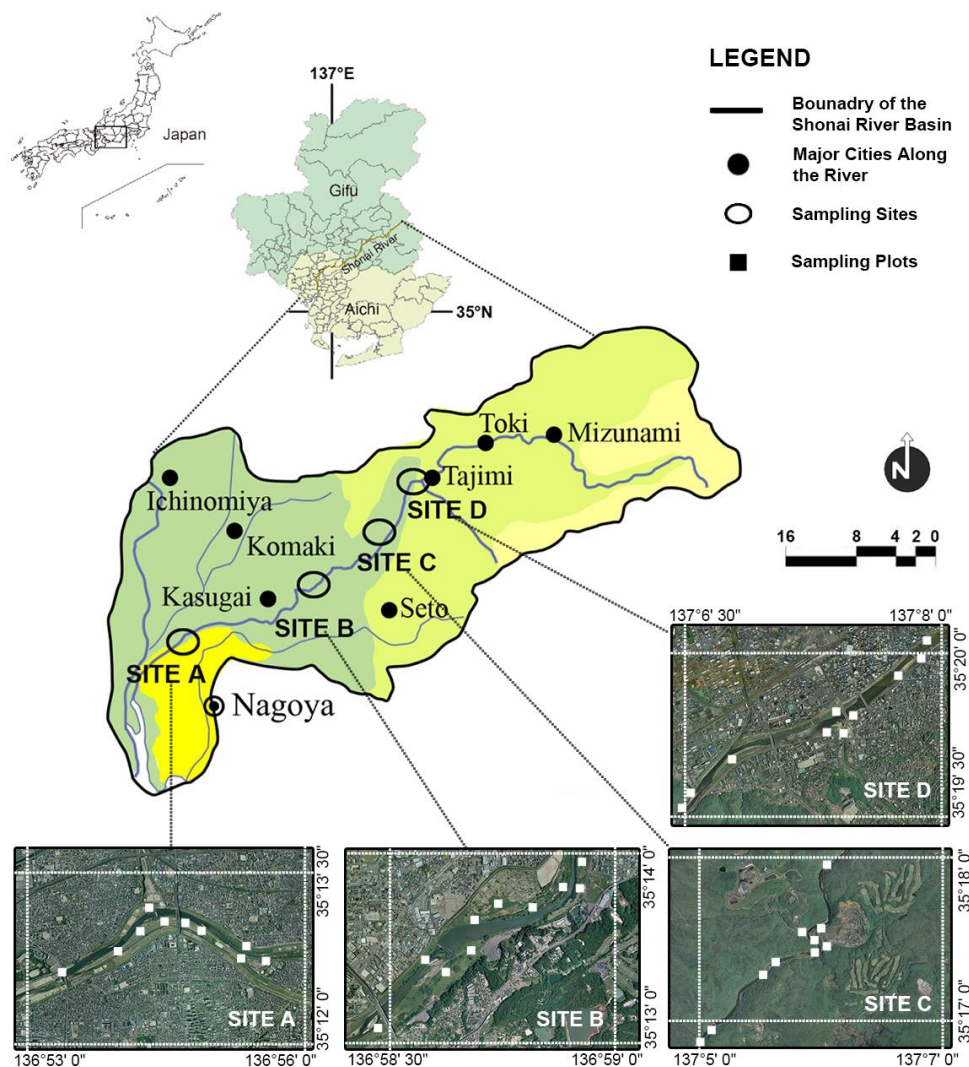 137°E
LEGEND
Bounadry of the
Shonai River Basin
Japan
Major Cities Along
the River
Gifu
Sampling Sites
Shonai River
Sampling Plots
Aichi
35°N
Toki
Mizunami
Tajimi
N
Ichinomiya
SITE D
Komaki
SITE C
16 8 4 2 0
Kasugai
Seto
SITE B
SITE A
Nagoya
137°6' 30"
137°8' 0"
35°20' 0"
35°19' 30"
SITE D
35°13' 30"
35°12' 0"
SITE A
136°53' 0"
136°56' 0"
35°14' 0"
35°13' 0"
SITE B
136°58' 30"
136°59' 0"
35°18' 0"
35°17' 0"
SITE C
137°5' 0"
137°7' 0"